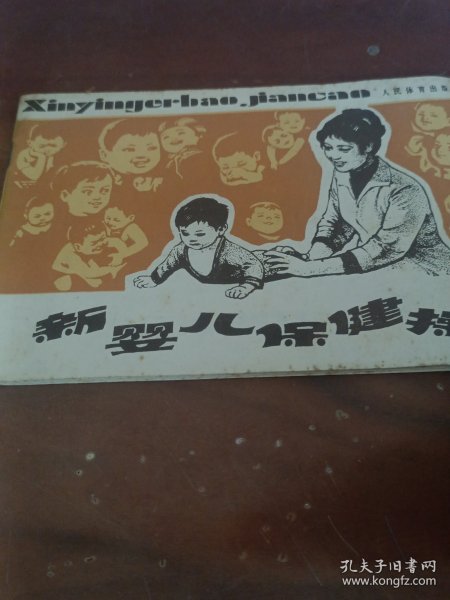 Xinyingerbao jiancao 人民体育出版
新婴儿保健操
孔夫子旧书网
www.kongfz.com